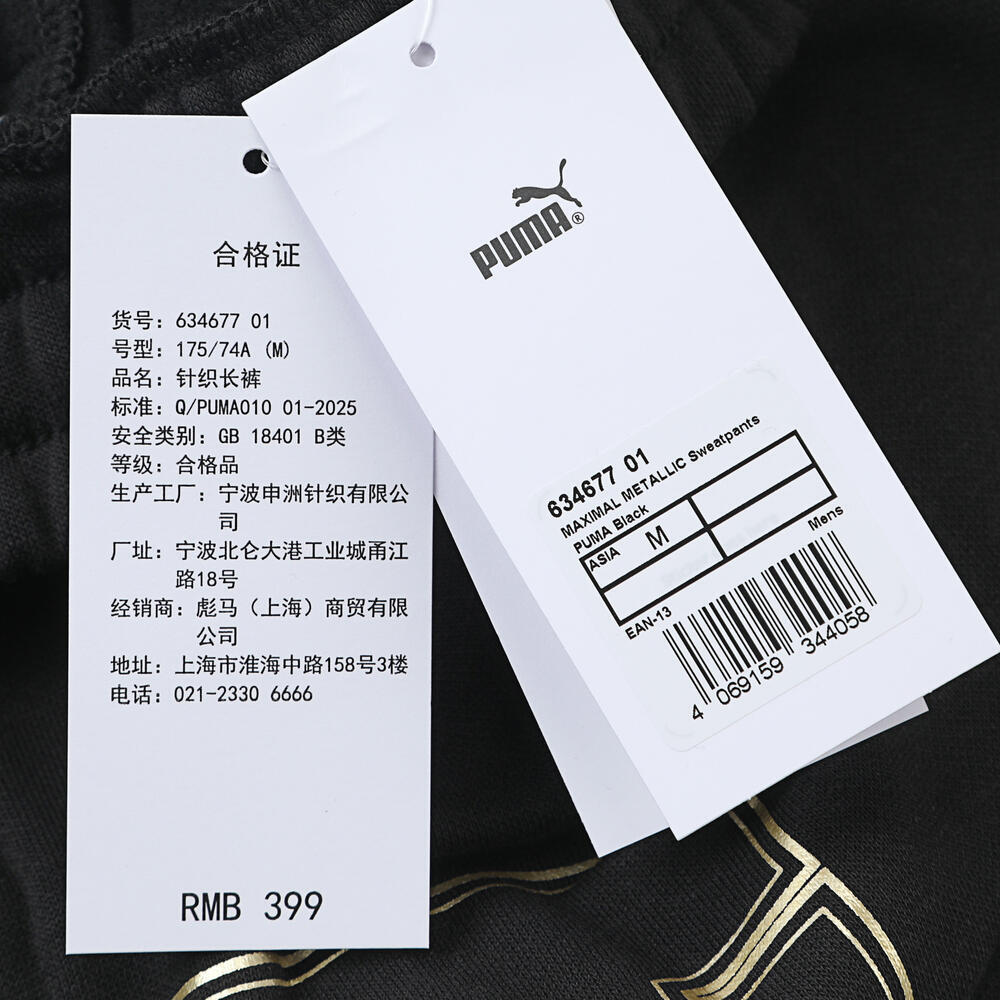 合格证
货号：634677 01
号型：175/74A (M)
品名：针织长裤
标准：Q/PUMA010 01-2025
安全类别：GB 18401 B类
等级：合格品
生产工厂：宁波申洲针织有限公
司
厂址：宁波北仑大港工业城甬江
路18号
经销商：彪马（上海）商贸有限
公司
地址：上海市淮海中路158号3楼
电话：021-2330 6666
RMB 399
PUMA®
634677 01
MAXIMAL METALLIC Sweatpants
PUMA Black
ASIA M
Mens
EAN-13
4 069159 344058